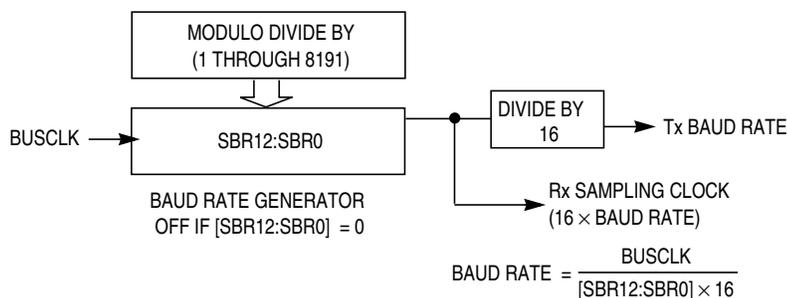 MODULO DIVIDE BY
(1 THROUGH 8191)
BUSCLK
SBR12:SBR0
DIVIDE BY
16
Tx BAUD RATE
BAUD RATE GENERATOR
OFF IF [SBR12:SBR0] = 0
Rx SAMPLING CLOCK
(16 × BAUD RATE)
BAUD RATE =
BUSCLK
[SBR12:SBR0] × 16